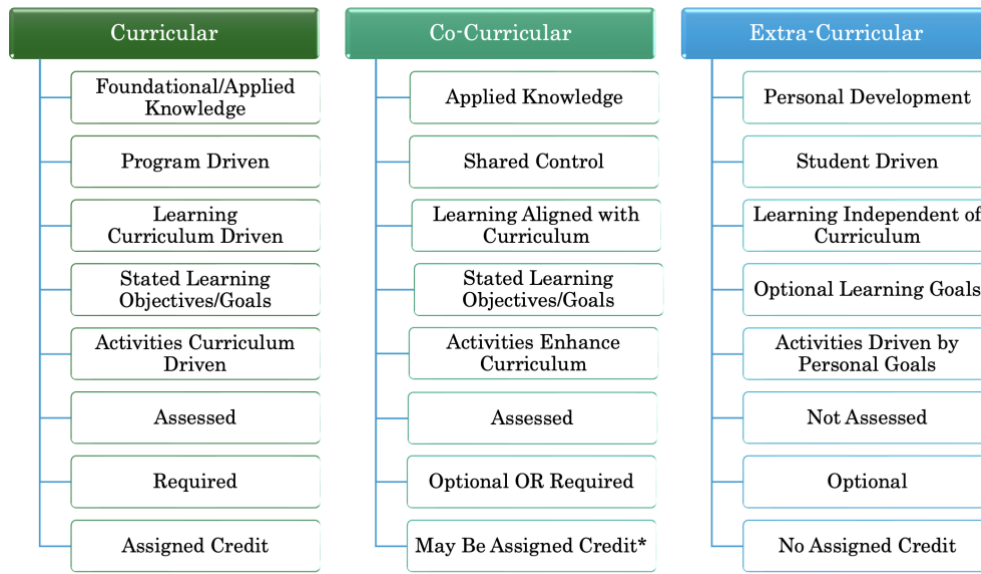 Curricular
Foundational/Applied
Knowledge
Program Driven
Learning
Curriculum Driven
Stated Learning
Objectives/Goals
Activities Curriculum
Driven
Assessed
Required
Assigned Credit
Co-Curricular
Applied Knowledge
Shared Control
Learning Aligned with
Curriculum
Stated Learning
Objectives/Goals
Activities Enhance
Curriculum
Assessed
Optional OR Required
May Be Assigned Credit*
Extra-Curricular
Personal Development
Student Driven
Learning Independent of
Curriculum
Optional Learning Goals
Activities Driven by
Personal Goals
Not Assessed
Optional
No Assigned Credit